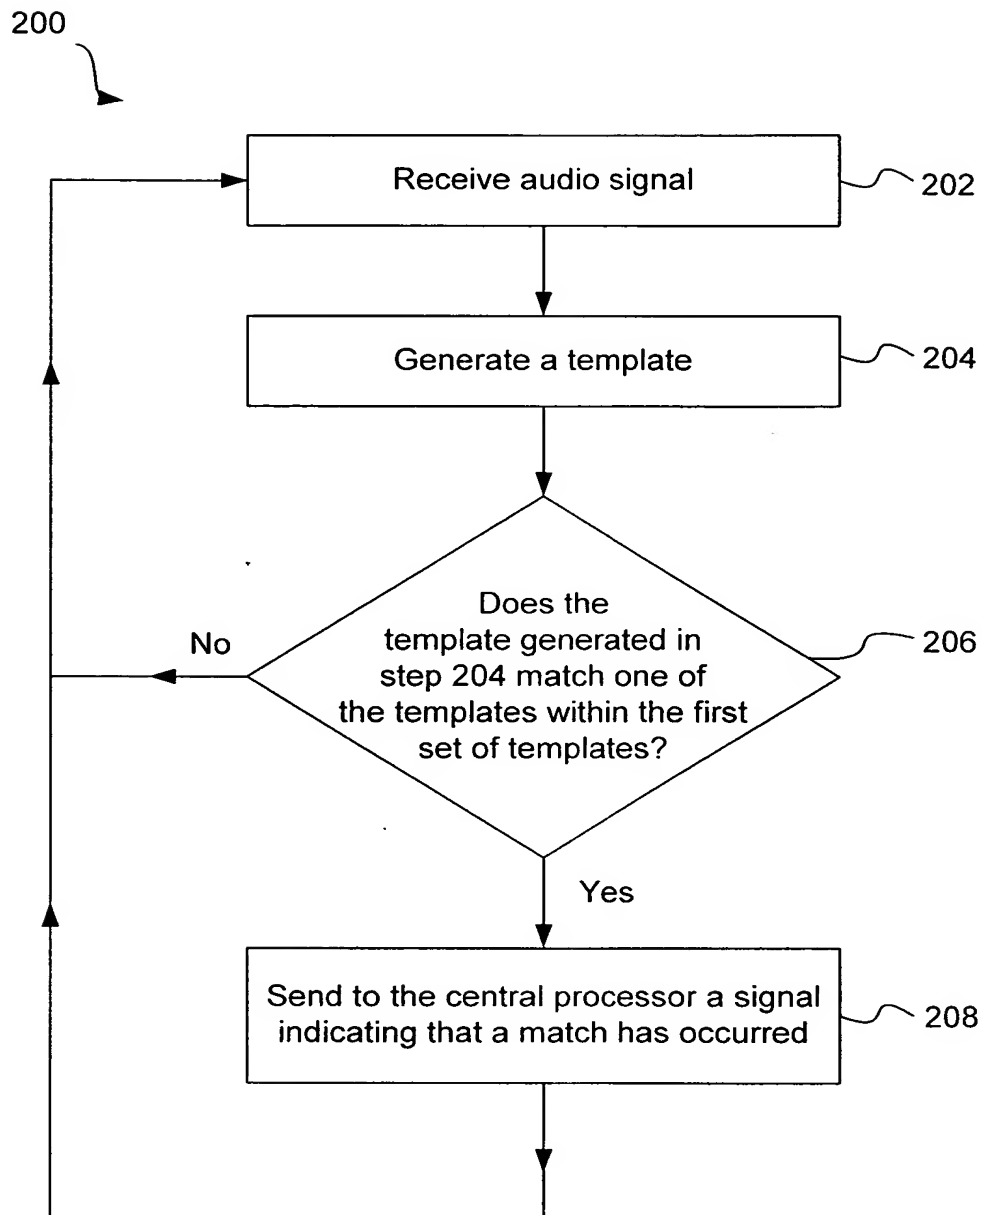 200
Receive audio signal
202
Generate a template
204
Does the
template generated in
step 204 match one of
the templates within the first
set of templates?
206
No
Yes
Send to the central processor a signal
indicating that a match has occurred
208